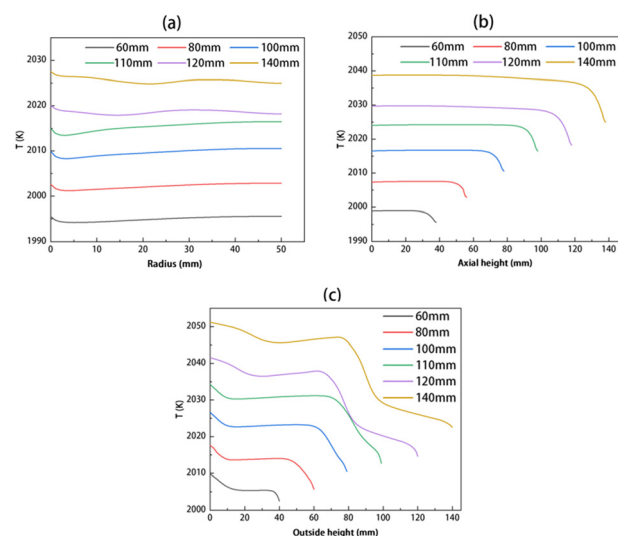 (a)
60mm 80mm 100mm
110mm 120mm 140mm
2030
2020
2010
2000
1990
T (K)
0 10 20 30 40 50
Radius (mm)
(b)
60mm 80mm 100mm
110mm 120mm 140mm
2050
2040
2030
2020
2010
2000
1990
T (K)
0 20 40 60 80 100 120 140
Axial height (mm)
(c)
60mm
80mm
100mm
110mm
120mm
140mm
2050
2040
2030
2020
2010
2000
T (K)
0 20 40 60 80 100 120 140
Outside height (mm)